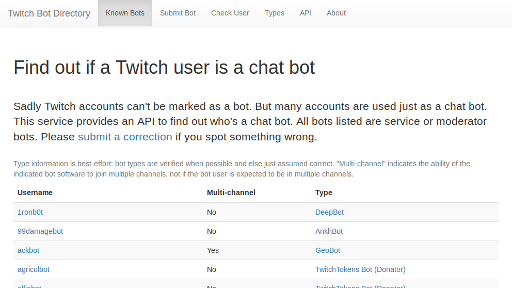 Twitch Bot Directory Known Bots Submit Bot Check User Types API About
Find out if a Twitch user is a chat bot
Sadly Twitch accounts can't be marked as a bot. But many accounts are used just as a chat bot.
This service provides an API to find out who's a chat bot. All bots listed are service or moderator
bots. Please submit a correction if you spot something wrong.
Type information is best-effort: bot types are verified when possible and else just assumed correct. "Multi-channel" indicates the ability of the
indicated bot software to join multiple channels, not if the bot user is expected to be in multiple channels.
Username Multi-channel Type
1ronb0t No DeepBot
99damagebot No AnkhBot
ackbot Yes GeoBot
agricultbot No TwitchTokens Bot (Donator)
No TwitchTokens Bot (Donator)